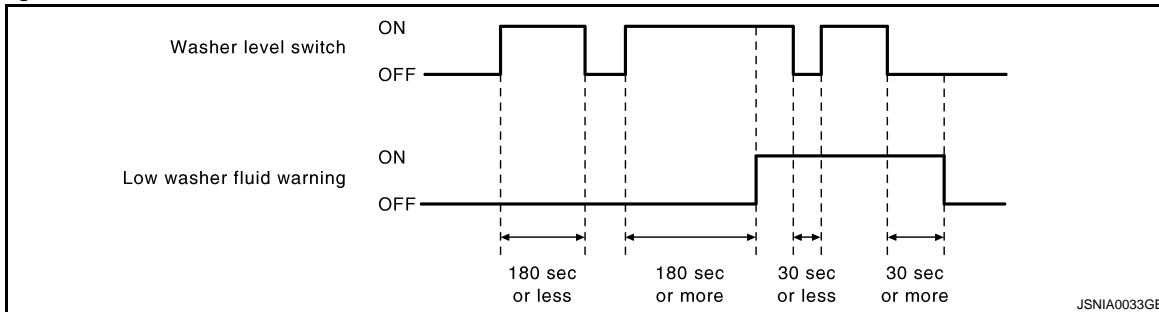 ON
Washer level switch
OFF
ON
Low washer fluid warning
OFF
180 sec
or less
180 sec
or more
30 sec
or less
30 sec
or more